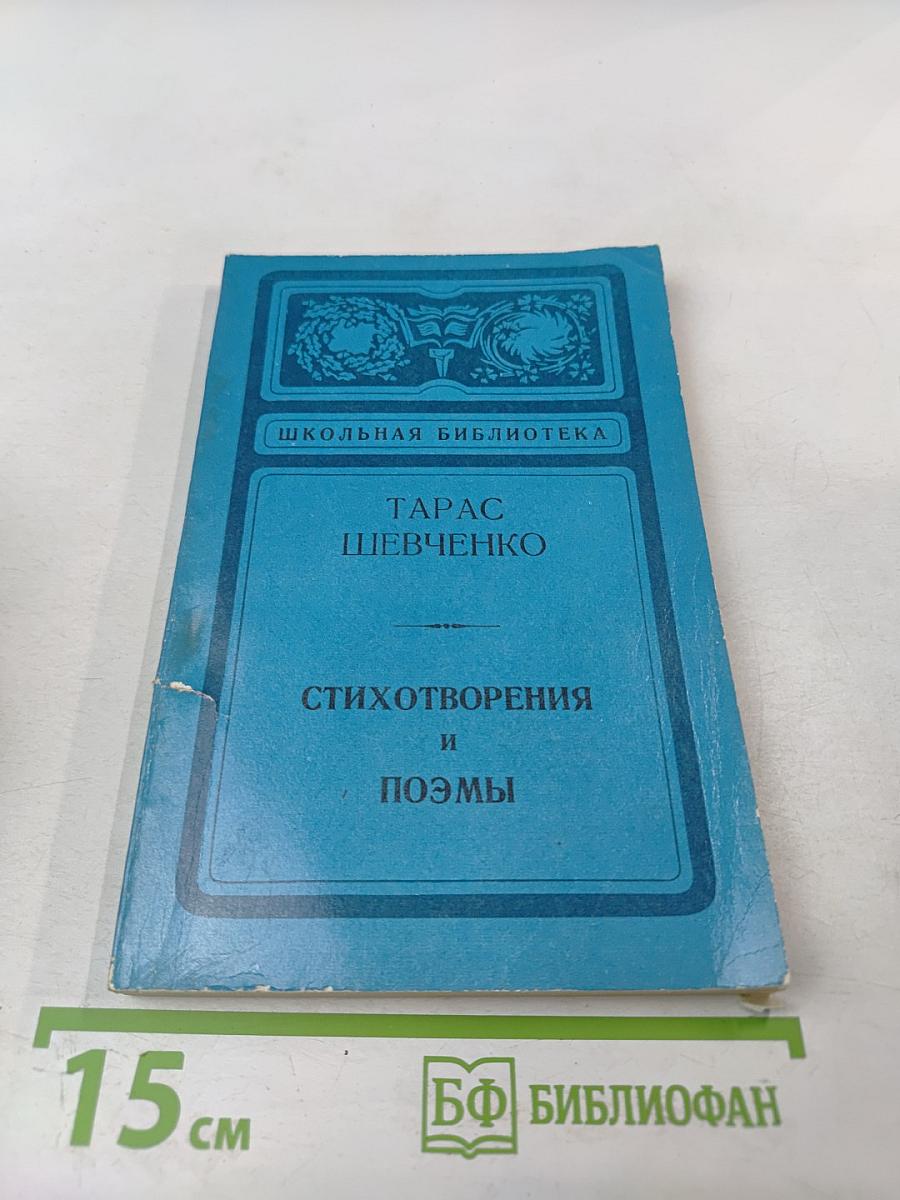 ШКОЛЬНАЯ БИБЛИОТЕКА
ТАРАС
ШЕВЧЕНКО
СТИХОТВОРЕНИЯ
и
ПОЭМЫ
15 см
БФ БИБЛИОФАН